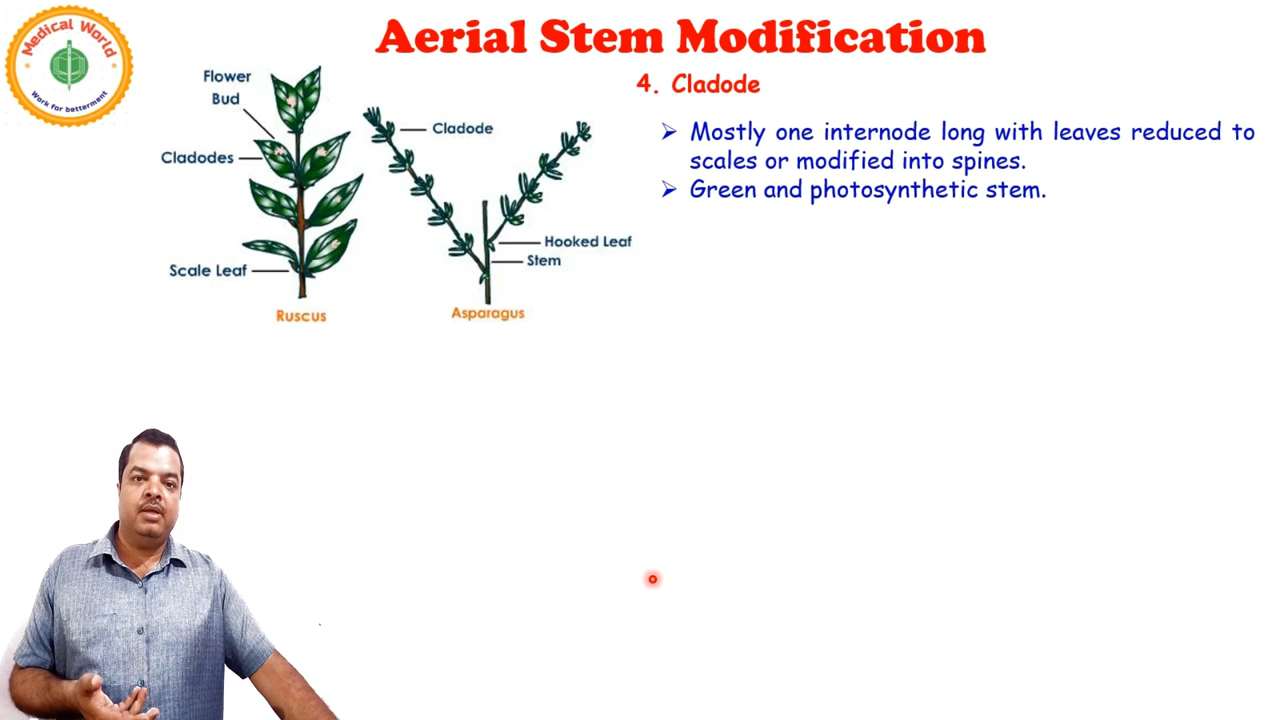 Medical World
Work for betterment
Aerial Stem Modification
4. Cladode
➢ Mostly one internode long with leaves reduced to
scales or modified into spines.
➢ Green and photosynthetic stem.
Flower
Bud
Cladodes
Scale Leaf
Ruscus
Cladode
Hooked Leaf
Stem
Asparagus